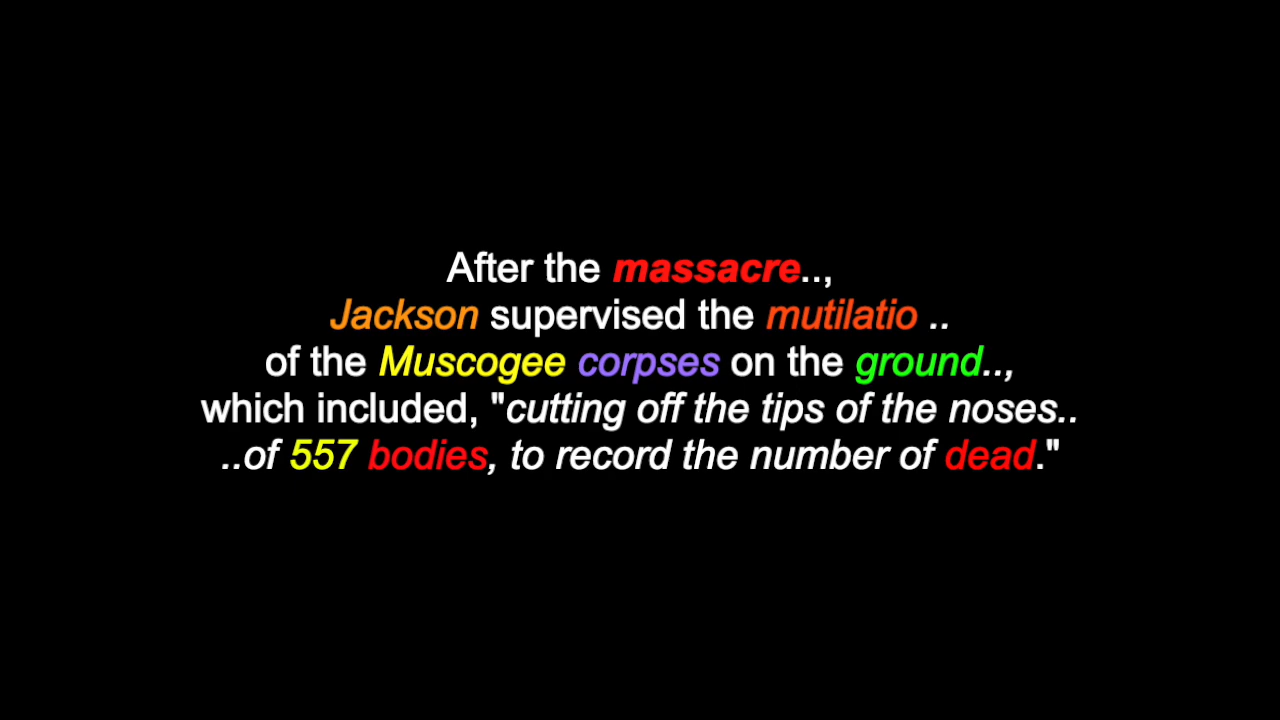 After the massacre..,
Jackson supervised the mutilatio ..
of the Muscogee corpses on the ground..,
which included, "cutting off the tips of the noses..
..of 557 bodies, to record the number of dead."